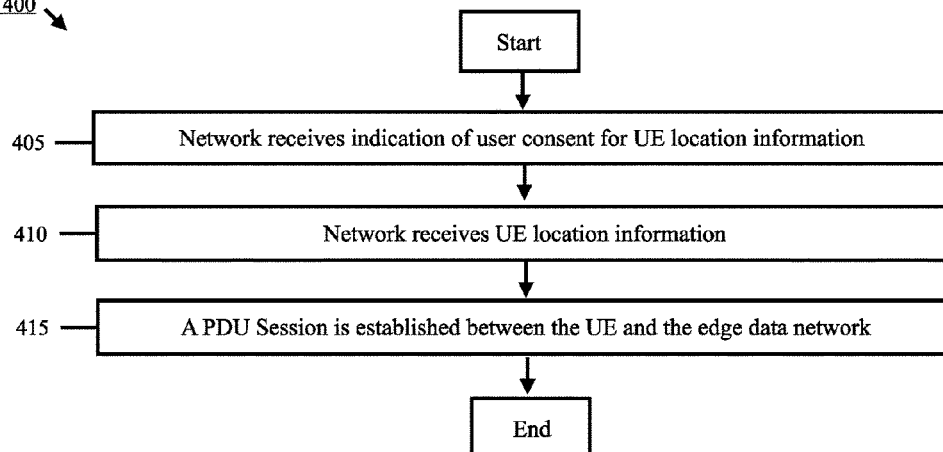 400
Start
405
Network receives indication of user consent for UE location information
410
Network receives UE location information
415
A PDU Session is established between the UE and the edge data network
End